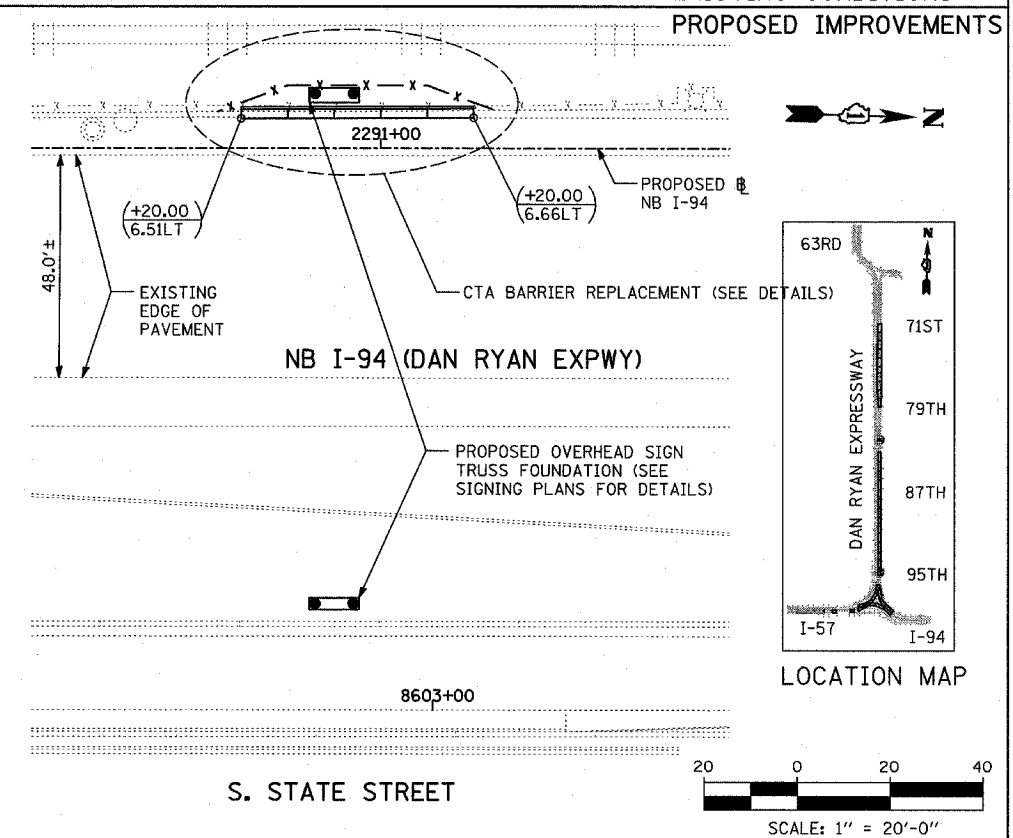 PROPOSED IMPROVEMENTS
X X X X X X X X X X X X X
2291+00
N
PROPOSED ⅊
NB I-94
(+20.00)
6.51LT
(+20.00)
6.66LT
48.0'±
EXISTING
EDGE OF
PAVEMENT
CTA BARRIER REPLACEMENT (SEE DETAILS)
NB I-94 (DAN RYAN EXPWY)
PROPOSED OVERHEAD SIGN
TRUSS FOUNDATION (SEE
SIGNING PLANS FOR DETAILS)
8603+00
S. STATE STREET
63RD
N
71ST
79TH
DAN RYAN EXPRESSWAY
87TH
95TH
I-57
I-94
LOCATION MAP
20 0 20 40
SCALE: 1" = 20'-0"